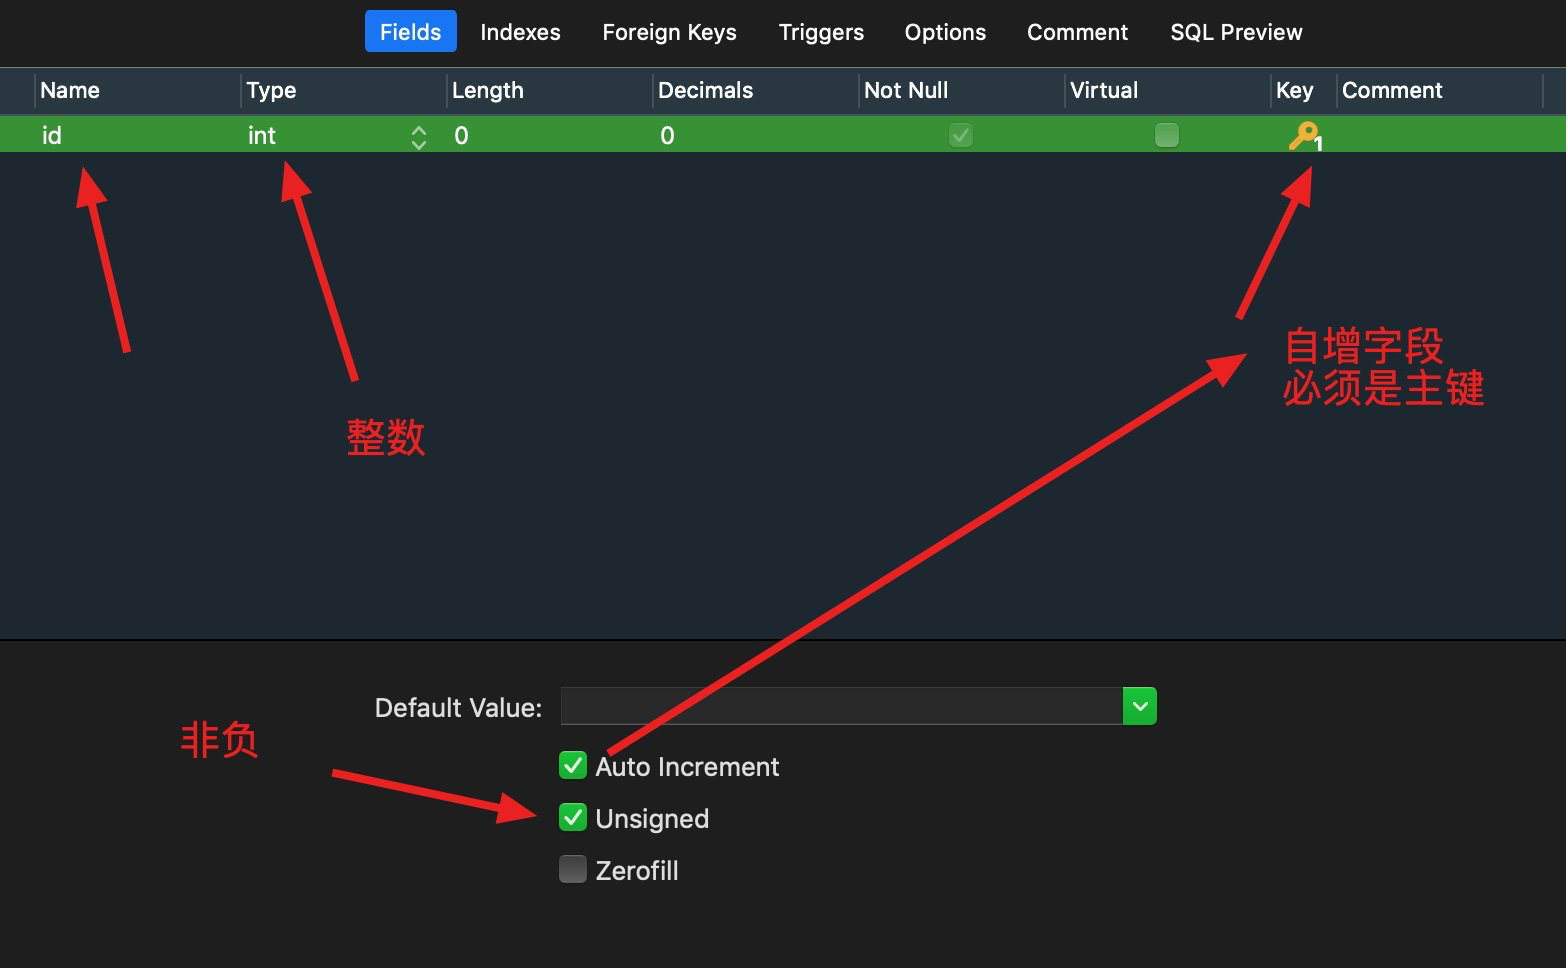 Fields Indexes Foreign Keys Triggers Options Comment SQL Preview
Name Type Length Decimals Not Null Virtual Key Comment
id int 0 0 1
自增字段
必须是主键
整数
Default Value:
非负
Auto Increment
Unsigned
Zerofill